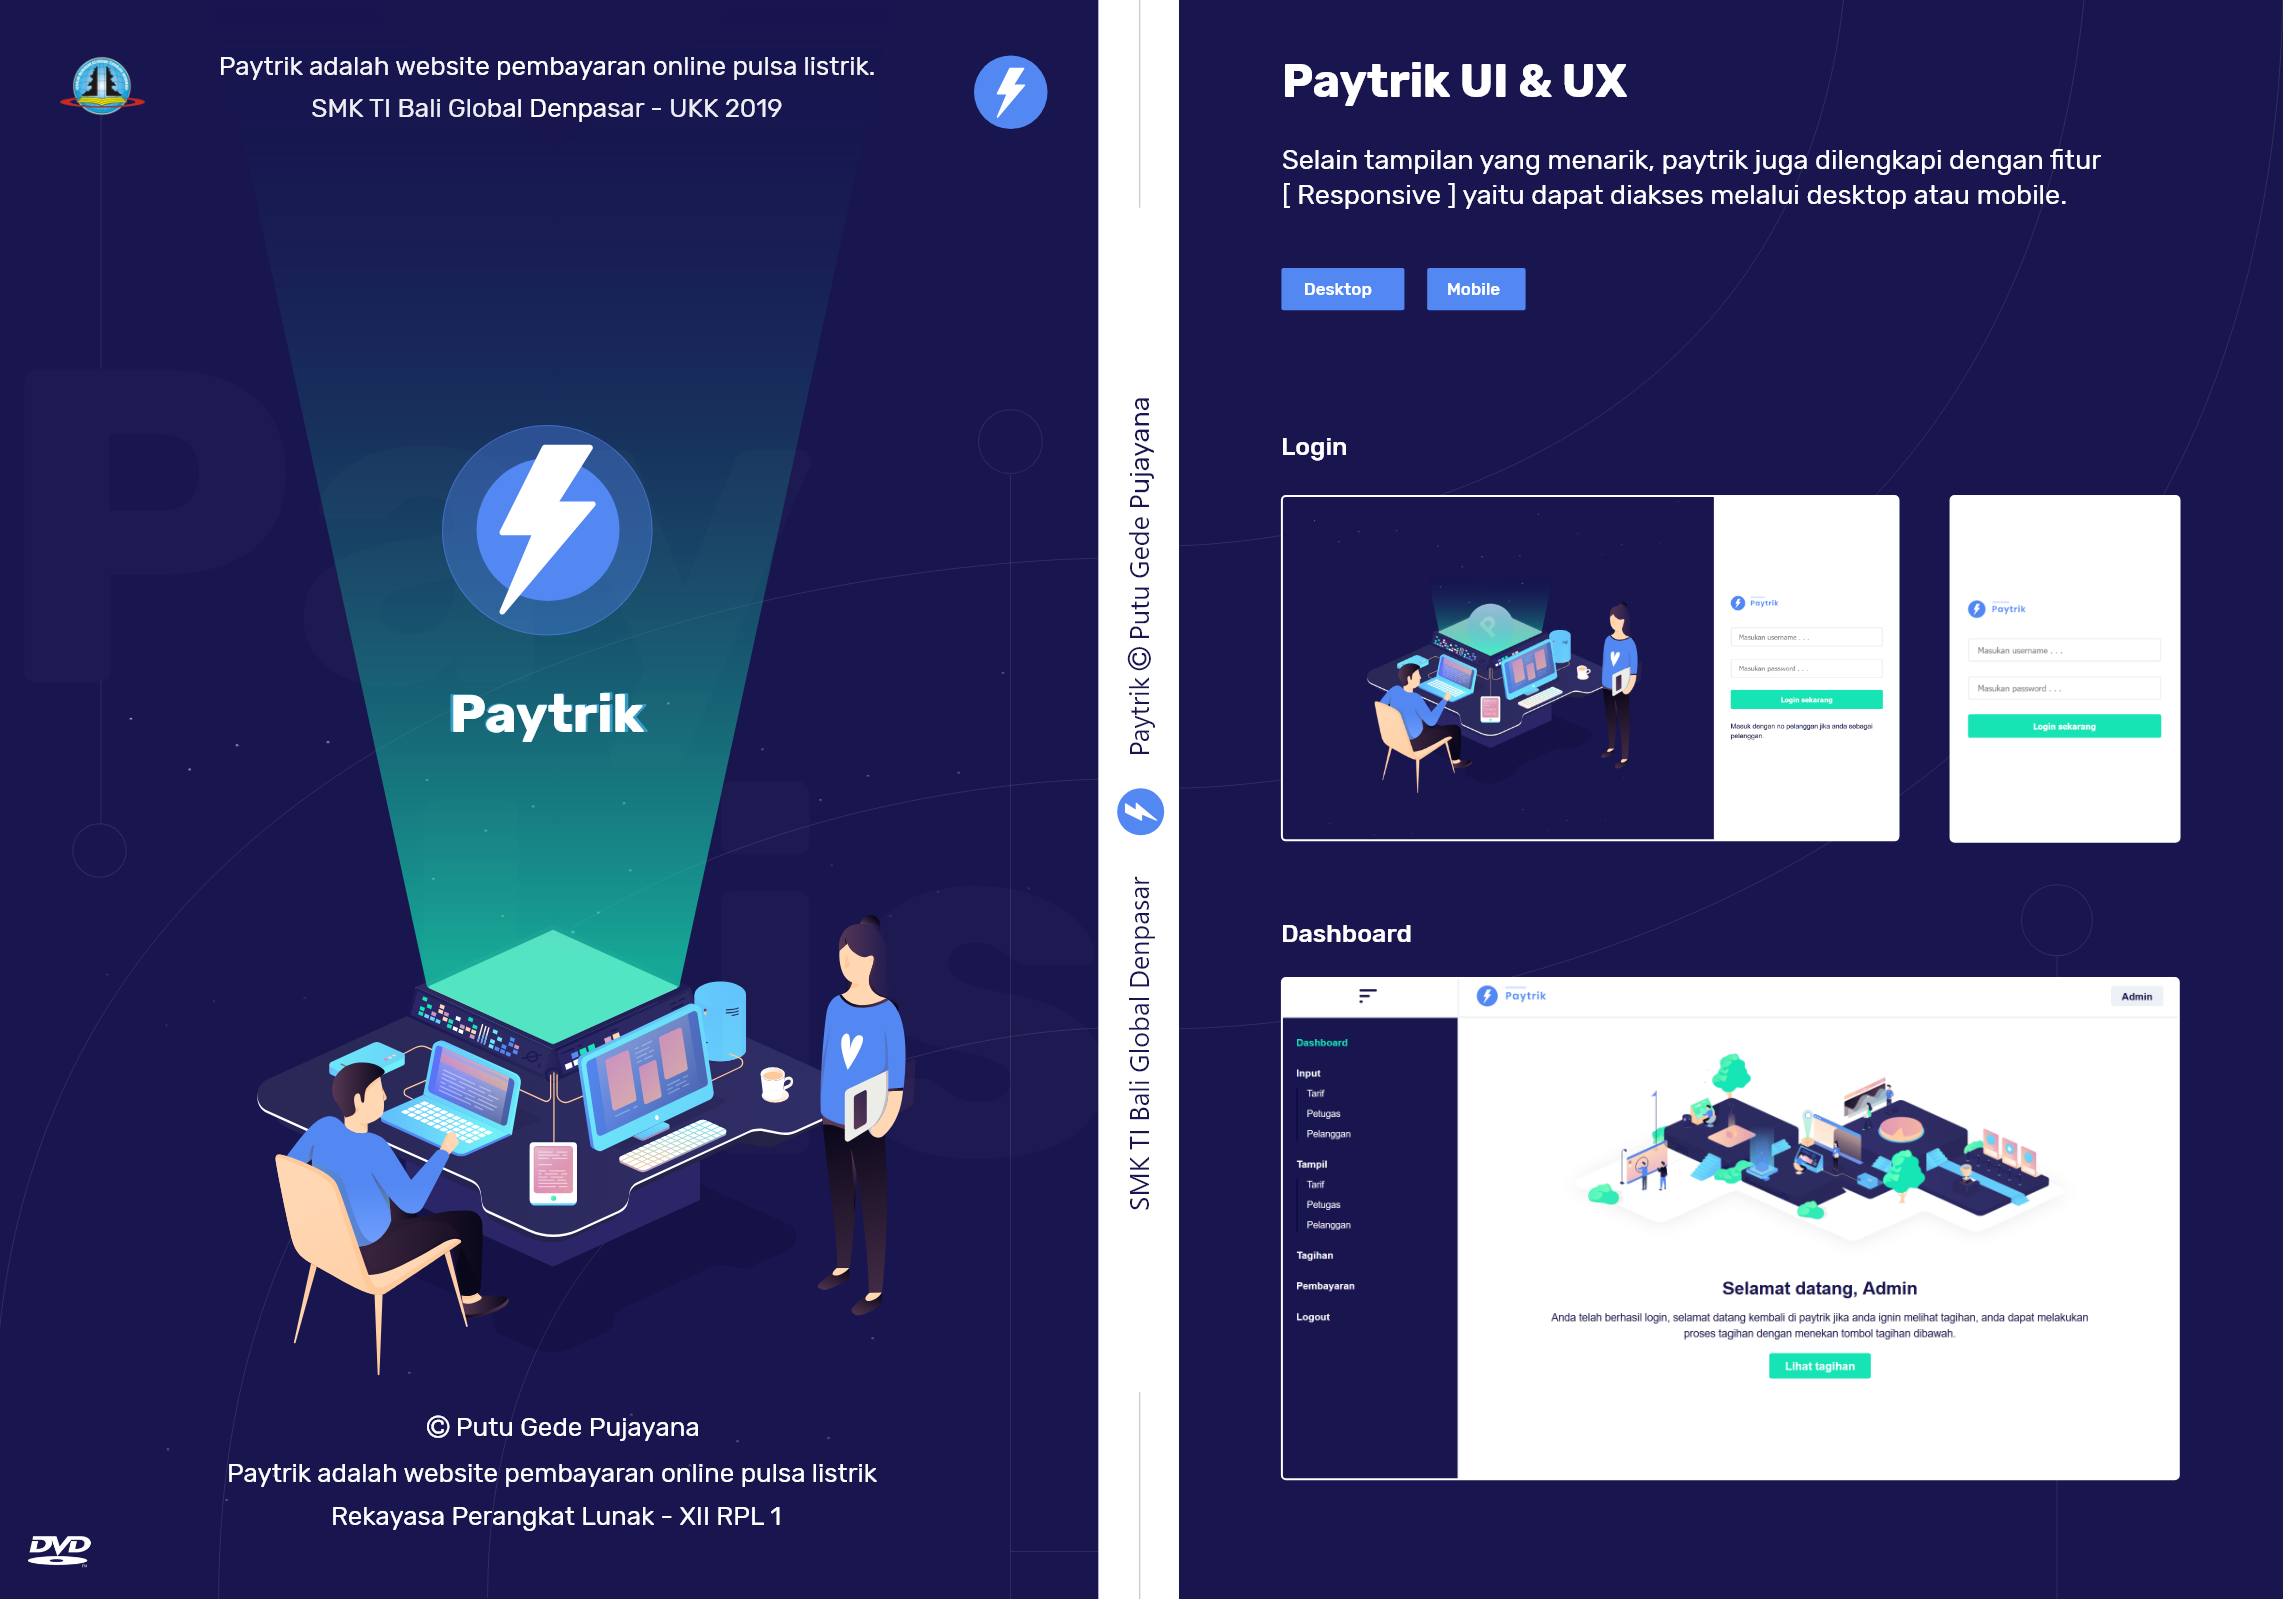 Paytrik adalah website pembayaran online pulsa listrik.
SMK TI Bali Global Denpasar - UKK 2019
Paytrik
© Putu Gede Pujayana
Paytrik adalah website pembayaran online pulsa listrik
Rekayasa Perangkat Lunak - XII RPL 1
DVD
SMK TI Bali Global Denpasar
Paytrik © Putu Gede Pujayana
Paytrik UI & UX
Selain tampilan yang menarik, paytrik juga dilengkapi dengan fitur
[ Responsive ] yaitu dapat diakses melalui desktop atau mobile.
Desktop
Mobile
Login
P
Paytrik
Masukan username . . .
Masukan password . . .
Login sekarang
Masuk dengan no pelanggan jika anda sebagai
pelanggan.
Paytrik
Masukan username . . .
Masukan password . . .
Login sekarang
Dashboard
Paytrik
Admin
Dashboard
Input
Tarif
Petugas
Pelanggan
Tampil
Tarif
Petugas
Pelanggan
Tagihan
Pembayaran
Logout
Selamat datang, Admin
Anda telah berhasil login, selamat datang kembali di paytrik jika anda ignin melihat tagihan, anda dapat melakukan
proses tagihan dengan menekan tombol tagihan dibawah.
Lihat tagihan